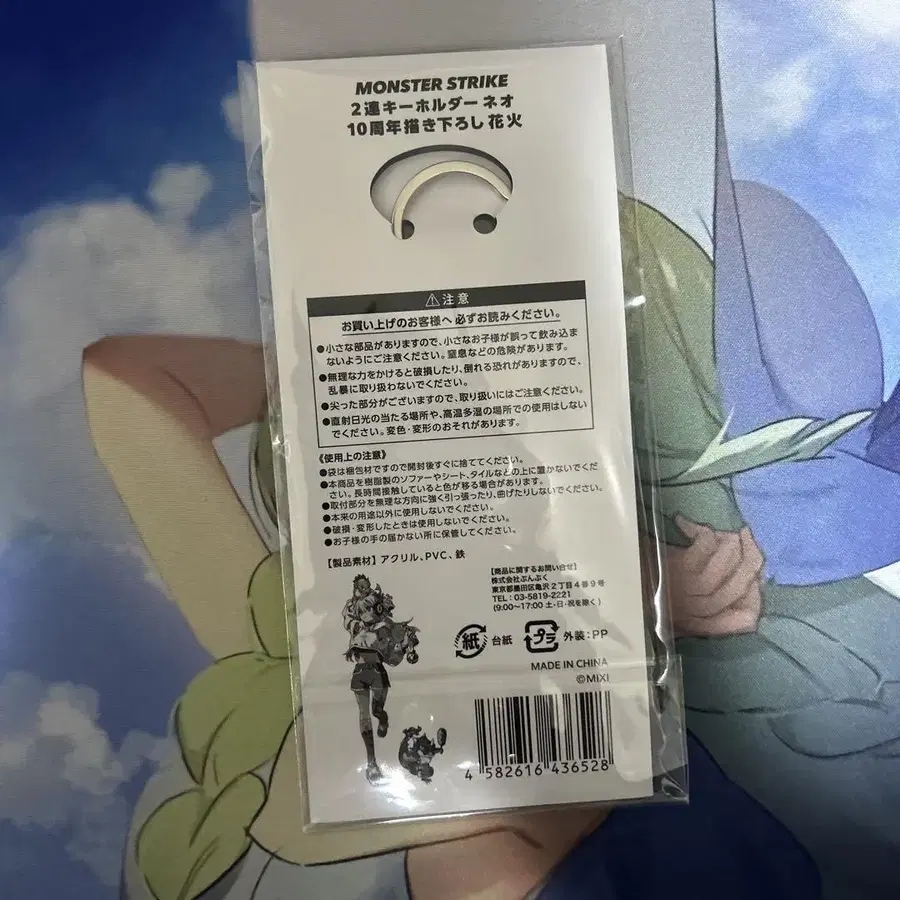 MONSTER STRIKE
2連キーホルダー ネオ
10周年描き下ろし 花火
⚠注意
お買い上げのお客様へ 必ずお読みください。
●小さな部品がありますので、小さなお子様が誤って飲み込ま
ないようにご注意ください。窒息などの危険があります。
●無理な力をかけると破損したり、倒れる恐れがありますので、
乱暴に取り扱わないでください。
●尖った部分がございますので、取り扱いにはご注意ください。
●直射日光の当たる場所や、高温多湿の場所での使用はしない
でください。変色・変形のおそれがあります。
《使用上の注意》
●袋は梱包材ですので開封後すぐに捨ててください。
●本商品を樹脂製のソファーやシート、タイルなどの上に置かないでくだ
さい。長時間接触していると色が移る場合があります。
●取付部分を無理な方向に強く引っ張ったり、曲げたりしないでください。
●本来の用途以外に使用しないでください。
●破損・変形したときは使用しないでください。
●お子様の手の届かない所に保管してください。
【製品素材】アクリル、PVC、鉄
【商品に関するお問い合せ】
株式会社ぶんぶく
東京都墨田区亀沢2丁目4番9号
TEL:03-5819-2221
(9:00~17:00 土・日・祝を除く)
紙 台紙 プラ 外装:PP
MADE IN CHINA
©MIXI
4 582616 436528